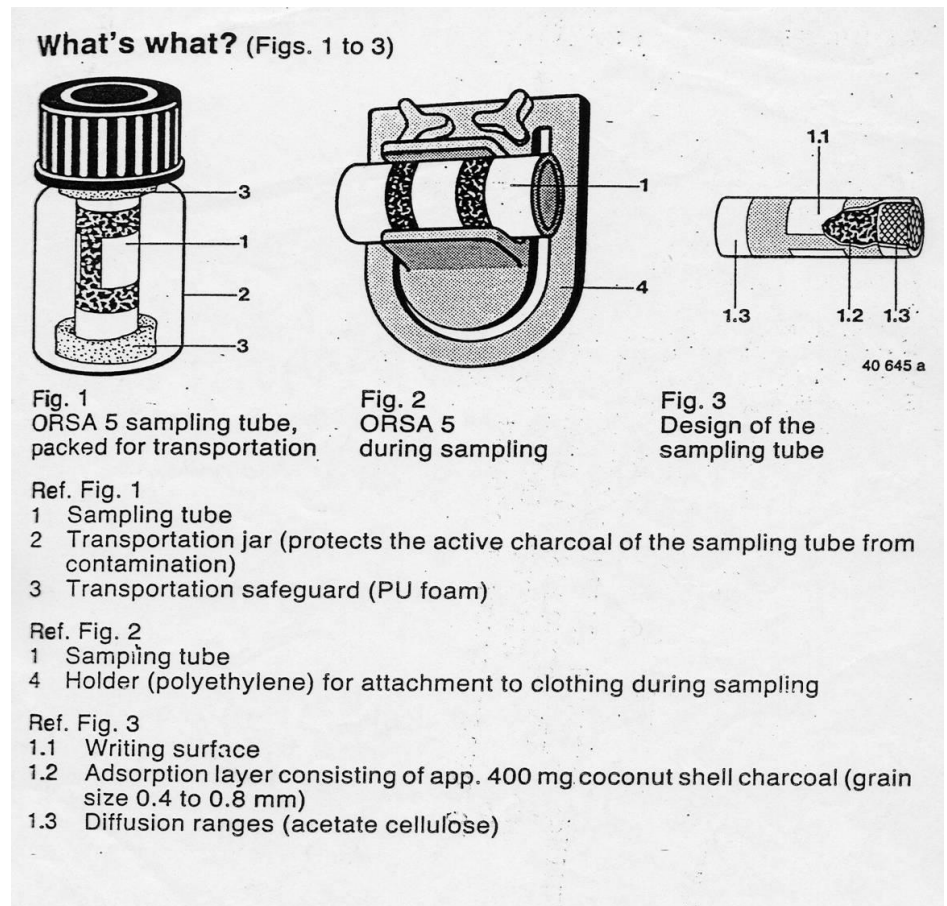 What's what? (Figs. 1 to 3)
3
1
2
3
1
4
1.1
1.3
1.2
1.3
40 645 a
Fig. 1
ORSA 5 sampling tube,
packed for transportation
Fig. 2
ORSA 5
during sampling
Fig. 3
Design of the
sampling tube
Ref. Fig. 1
1 Sampling tube
2 Transportation jar (protects the active charcoal of the sampling tube from
contamination)
3 Transportation safeguard (PU foam)
Ref. Fig. 2
1 Sampling tube
4 Holder (polyethylene) for attachment to clothing during sampling
Ref. Fig. 3
1.1 Writing surface
1.2 Adsorption layer consisting of app. 400 mg coconut shell charcoal (grain
size 0.4 to 0.8 mm)
1.3 Diffusion ranges (acetate cellulose)